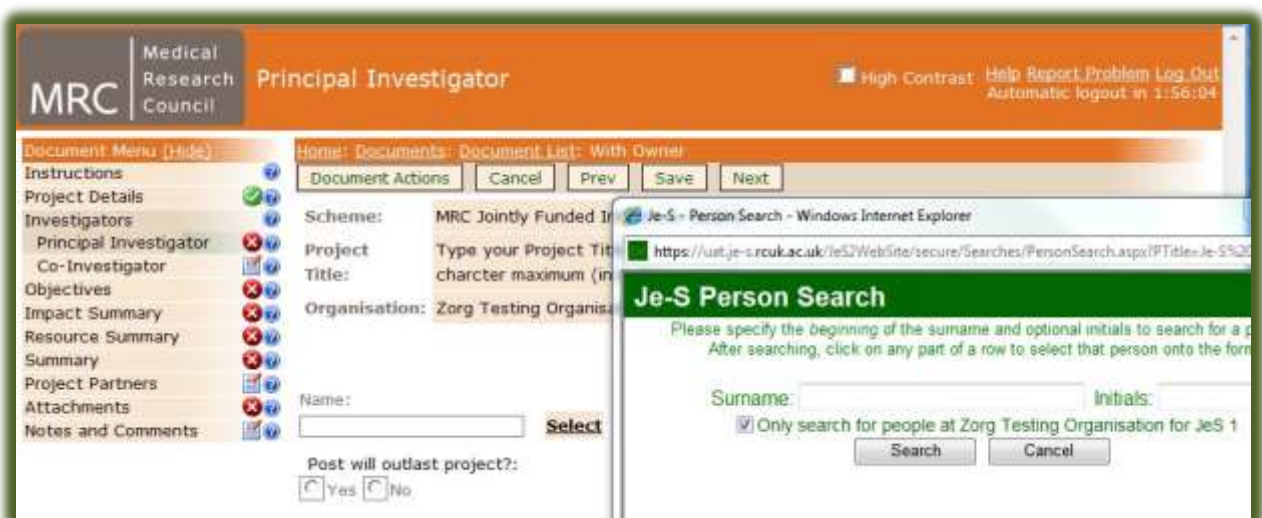 MRC
Medical
Research
Council
Principal Investigator
High Contrast Help Report Problem Log Out
Automatic logout in 1:56:04
Document Menu (Hide)
Instructions
Project Details
Investigators
Principal Investigator
Co-Investigator
Objectives
Impact Summary
Resource Summary
Summary
Project Partners
Attachments
Notes and Comments
Home: Documents: Document List: With Owner
Document Actions Cancel Prev Save Next
Scheme: MRC Jointly Funded
Project Title: Type your Project
charcter maximum
Organisation: Zorg Testing
Name:
Select
Post will outlast project?:
Yes No
Je-S - Person Search - Windows Internet Explorer
https://uat.je-s.rcuk.ac.uk/JeS2WebSite/secure/Searches/PersonSearch.aspx?PTitle=Je-S%20
Je-S Person Search
Please specify the beginning of the surname and optional initials to search for a
After searching, click on any part of a row to select that person onto the
Surname: Initials:
Only search for people at Zorg Testing Organisation for JeS 1
Search Cancel